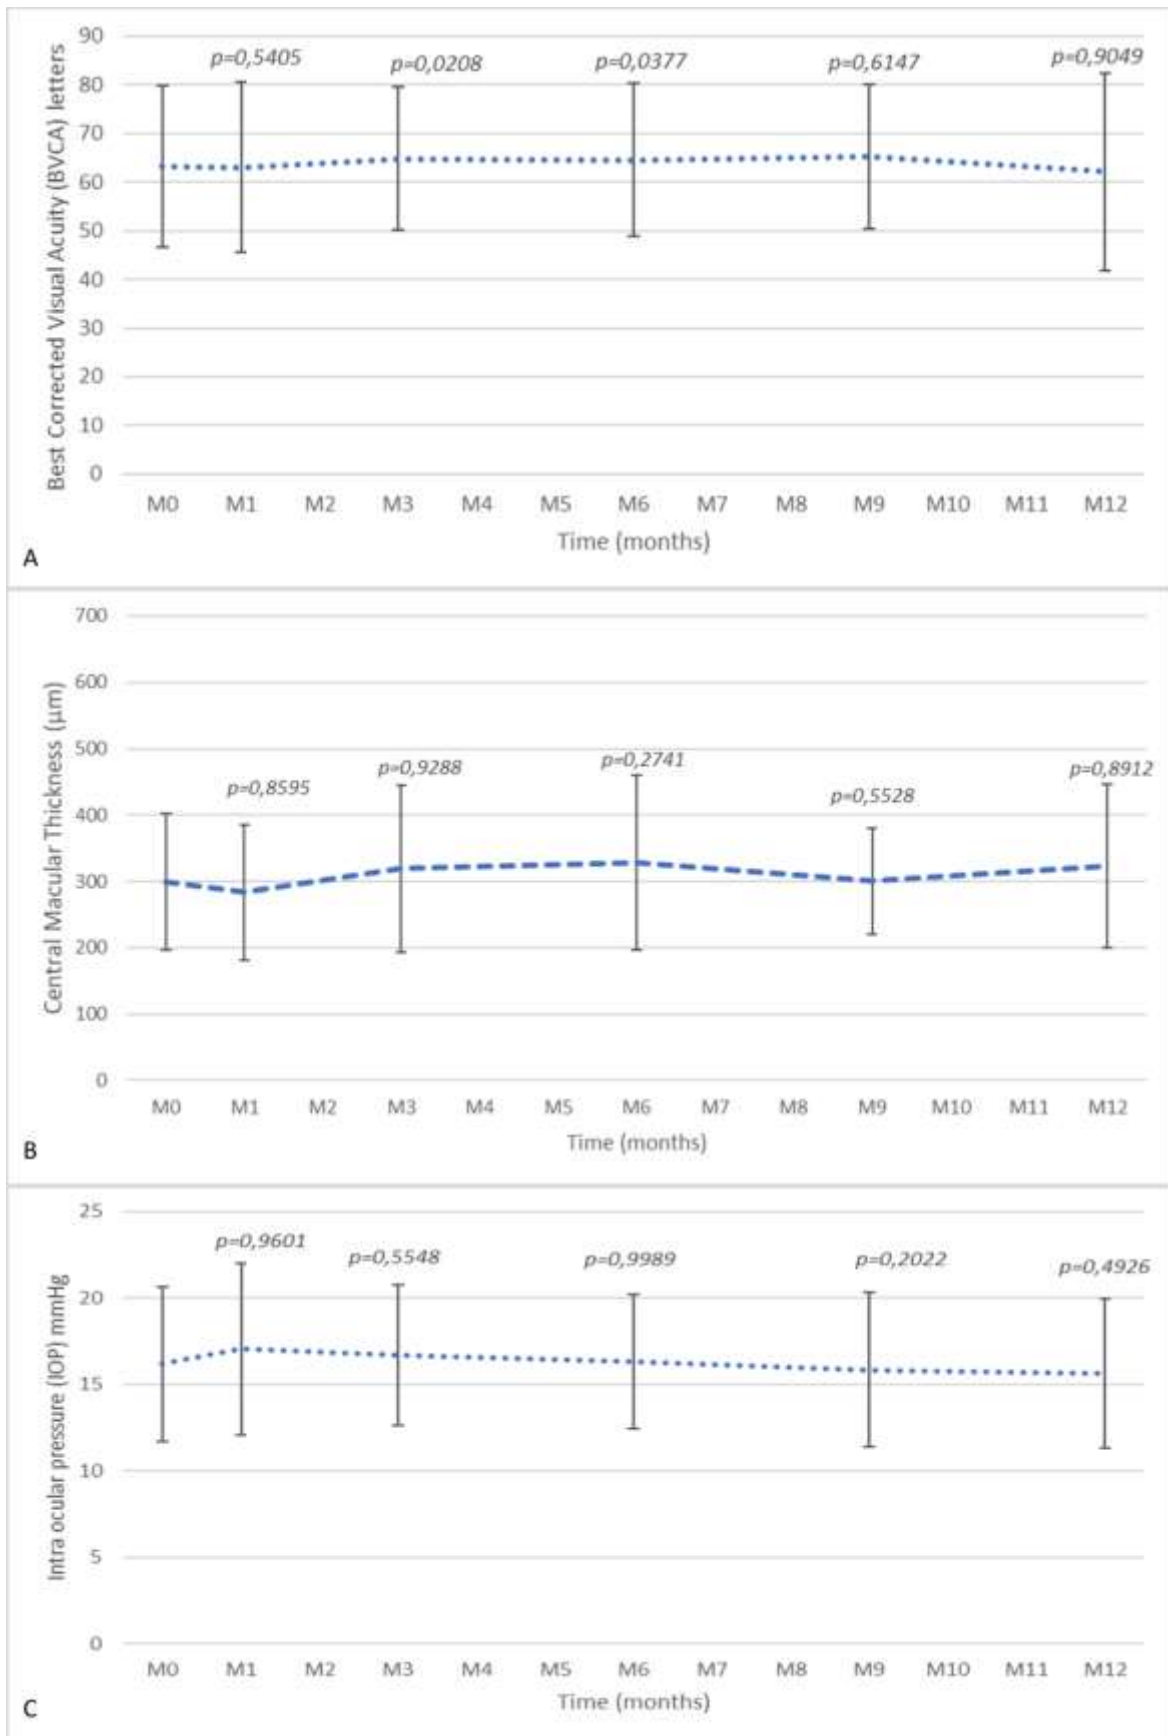 Best Corrected Visual Acuity (BVCA) letters
90
80
70
60
50
40
30
20
10
0
p=0,5405 p=0,0208 p=0,0377 p=0,6147 p=0,9049
M0 M1 M2 M3 M4 M5 M6 M7 M8 M9 M10 M11 M12
Time (months)
A
Central Macular Thickness (µm)
700
600
500
400
300
200
100
0
p=0,8595 p=0,9288 p=0,2741 p=0,5528 p=0,8912
M0 M1 M2 M3 M4 M5 M6 M7 M8 M9 M10 M11 M12
Time (months)
B
Intra ocular pressure (IOP) mmHg
25
20
15
10
5
0
p=0,9601 p=0,5548 p=0,9989 p=0,2022 p=0,4926
M0 M1 M2 M3 M4 M5 M6 M7 M8 M9 M10 M11 M12
Time (months)
C